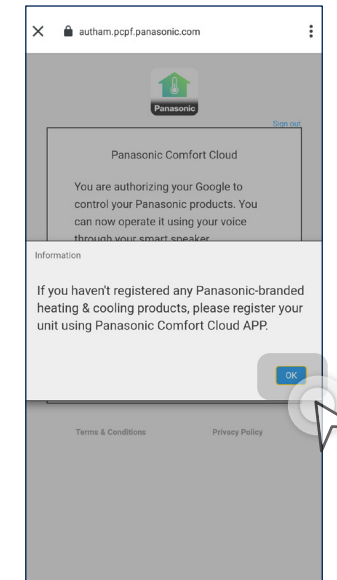 autham.pcpf.panasonic.com
Panasonic
Sign out
Panasonic Comfort Cloud
You are authorizing your Google to
control your Panasonic products. You
can now operate it using your voice
through your smart speaker
Information
If you haven't registered any Panasonic-branded
heating & cooling products, please register your
unit using Panasonic Comfort Cloud APP.
OK
Terms & Conditions
Privacy Policy